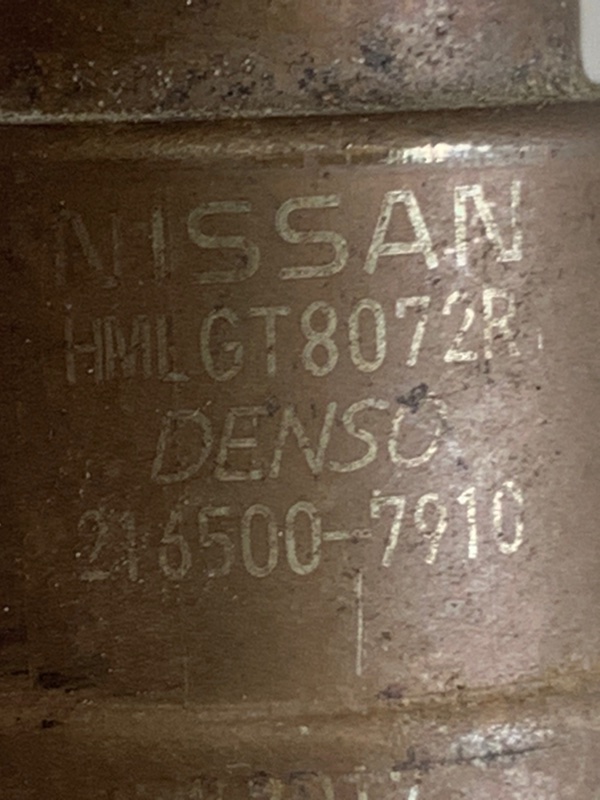 NISSAN
HMLGT8072R
DENSO
216500-7910